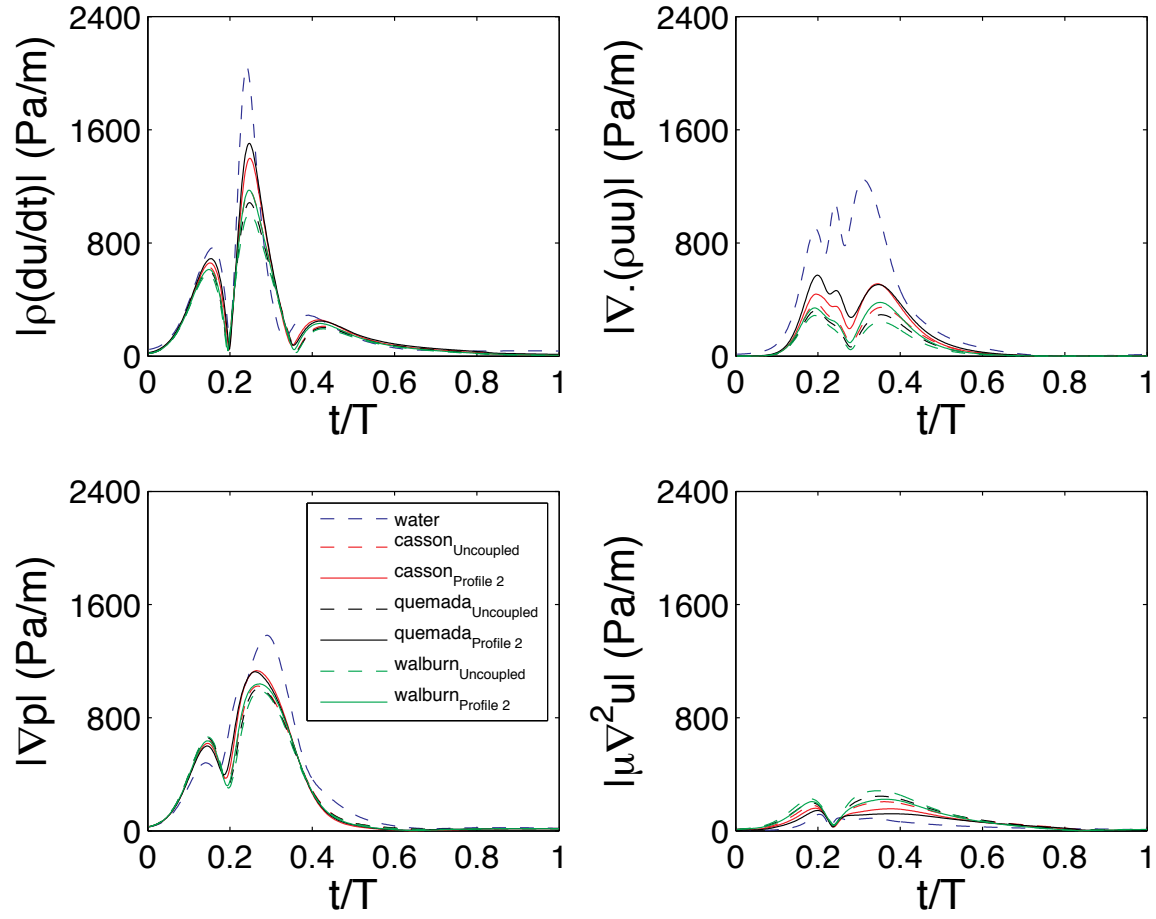 2400
1600
800
0
0 0.2 0.4 0.6 0.8 1
t/T
|ρ(du/dt)| (Pa/m)
2400
1600
800
0
0 0.2 0.4 0.6 0.8 1
t/T
|∇.(ρuu)| (Pa/m)
2400
1600
800
0
0 0.2 0.4 0.6 0.8 1
t/T
|∇p| (Pa/m)
water
casson_Uncoupled
casson_Profile 2
quemada_Uncoupled
quemada_Profile 2
walburn_Uncoupled
walburn_Profile 2
2400
1600
800
0
0 0.2 0.4 0.6 0.8 1
t/T
|μ∇²u| (Pa/m)